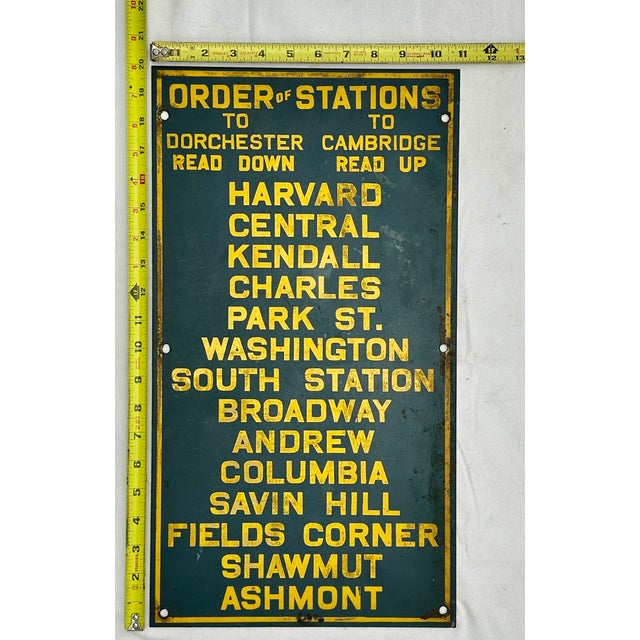 ORDER OF STATIONS
TO TO
DORCHESTER CAMBRIDGE
READ DOWN READ UP
HARVARD
CENTRAL
KENDALL
CHARLES
PARK ST.
WASHINGTON
SOUTH STATION
BROADWAY
ANDREW
COLUMBIA
SAVIN HILL
FIELDS CORNER
SHAWMUT
ASHMONT